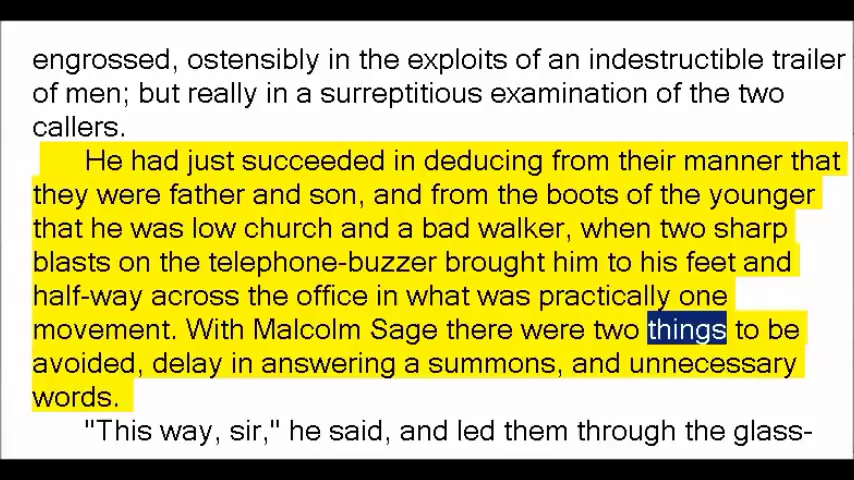 engrossed, ostensibly in the exploits of an indestructible trailer
of men; but really in a surreptitious examination of the two
callers.
He had just succeeded in deducing from their manner that
they were father and son, and from the boots of the younger
that he was low church and a bad walker, when two sharp
blasts on the telephone-buzzer brought him to his feet and
half-way across the office in what was practically one
movement. With Malcolm Sage there were two things to be
avoided, delay in answering a summons, and unnecessary
words.
"This way, sir," he said, and led them through the glass-